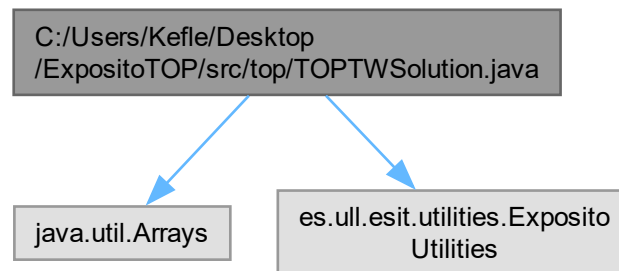 C:/Users/Kefle/Desktop
/ExpositoTOP/src/top/TOPTWSolution.java
java.util.Arrays
es.ull.esit.utilities.Exposito
Utilities